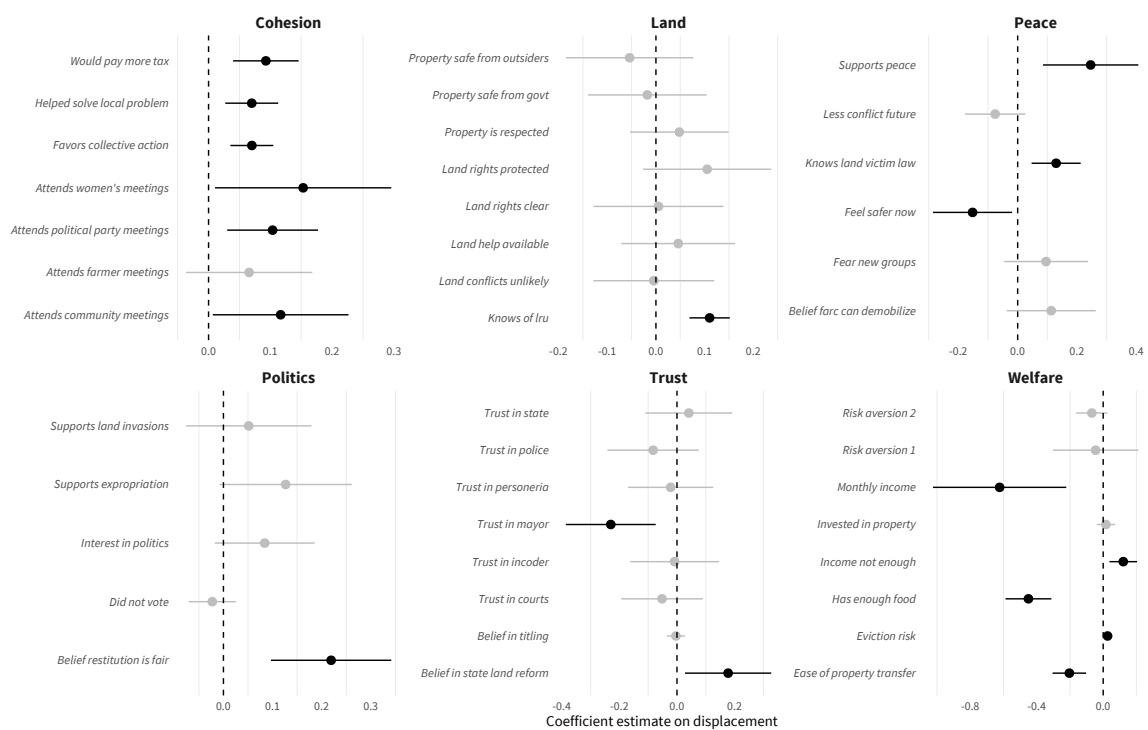 Cohesion
Would pay more tax
Helped solve local problem
Favors collective action
Attends women's meetings
Attends political party meetings
Attends farmer meetings
Attends community meetings
0.0 0.1 0.2 0.3
Land
Property safe from outsiders
Property safe from govt
Property is respected
Land rights protected
Land rights clear
Land help available
Land conflicts unlikely
Knows of lru
-0.2 -0.1 0.0 0.1 0.2
Peace
Supports peace
Less conflict future
Knows land victim law
Feel safer now
Fear new groups
Belief farc can demobilize
-0.2 0.0 0.2 0.4
Politics
Supports land invasions
Supports expropriation
Interest in politics
Did not vote
Belief restitution is fair
0.0 0.1 0.2 0.3
Trust
Trust in state
Trust in police
Trust in personeria
Trust in mayor
Trust in incoder
Trust in courts
Belief in titling
Belief in state land reform
-0.4 -0.2 0.0 0.2
Welfare
Risk aversion 2
Risk aversion 1
Monthly income
Invested in property
Income not enough
Has enough food
Eviction risk
Ease of property transfer
-0.8 -0.4 0.0
Coefficient estimate on displacement